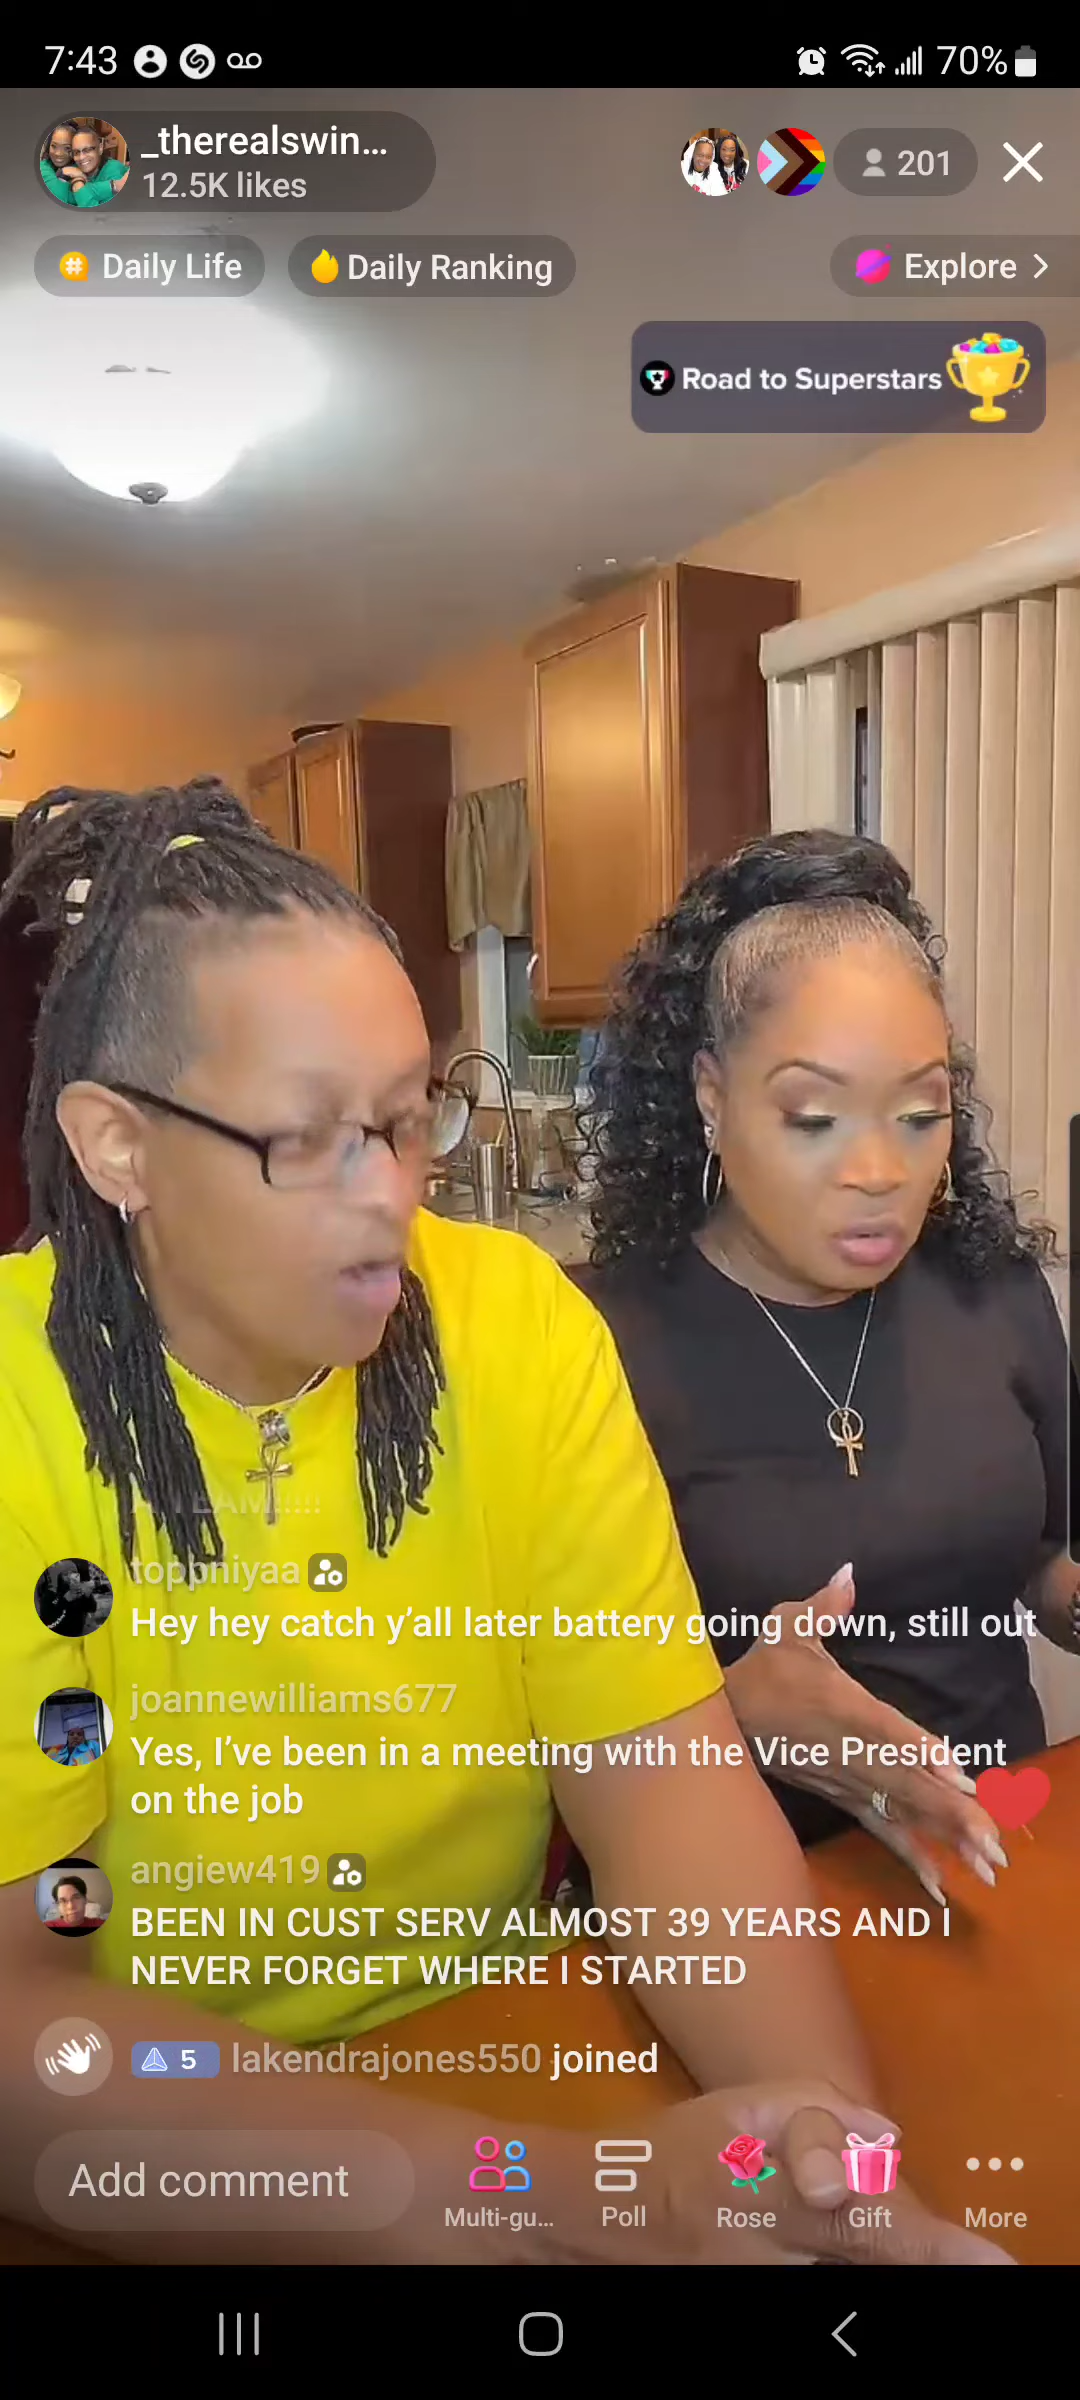 7:43
70%
_therealswin...
12.5K likes
201
Daily Life
Daily Ranking
Explore >
Road to Superstars
A TEAM!!!!!
toppniyaa
Hey hey catch y'all later battery going down, still out
joannewilliams677
Yes, I've been in a meeting with the Vice President
on the job
angiew419
BEEN IN CUST SERV ALMOST 39 YEARS AND I
NEVER FORGET WHERE I STARTED
5 lakendrajones550 joined
Add comment
Multi-gu...
Poll
Rose
Gift
More